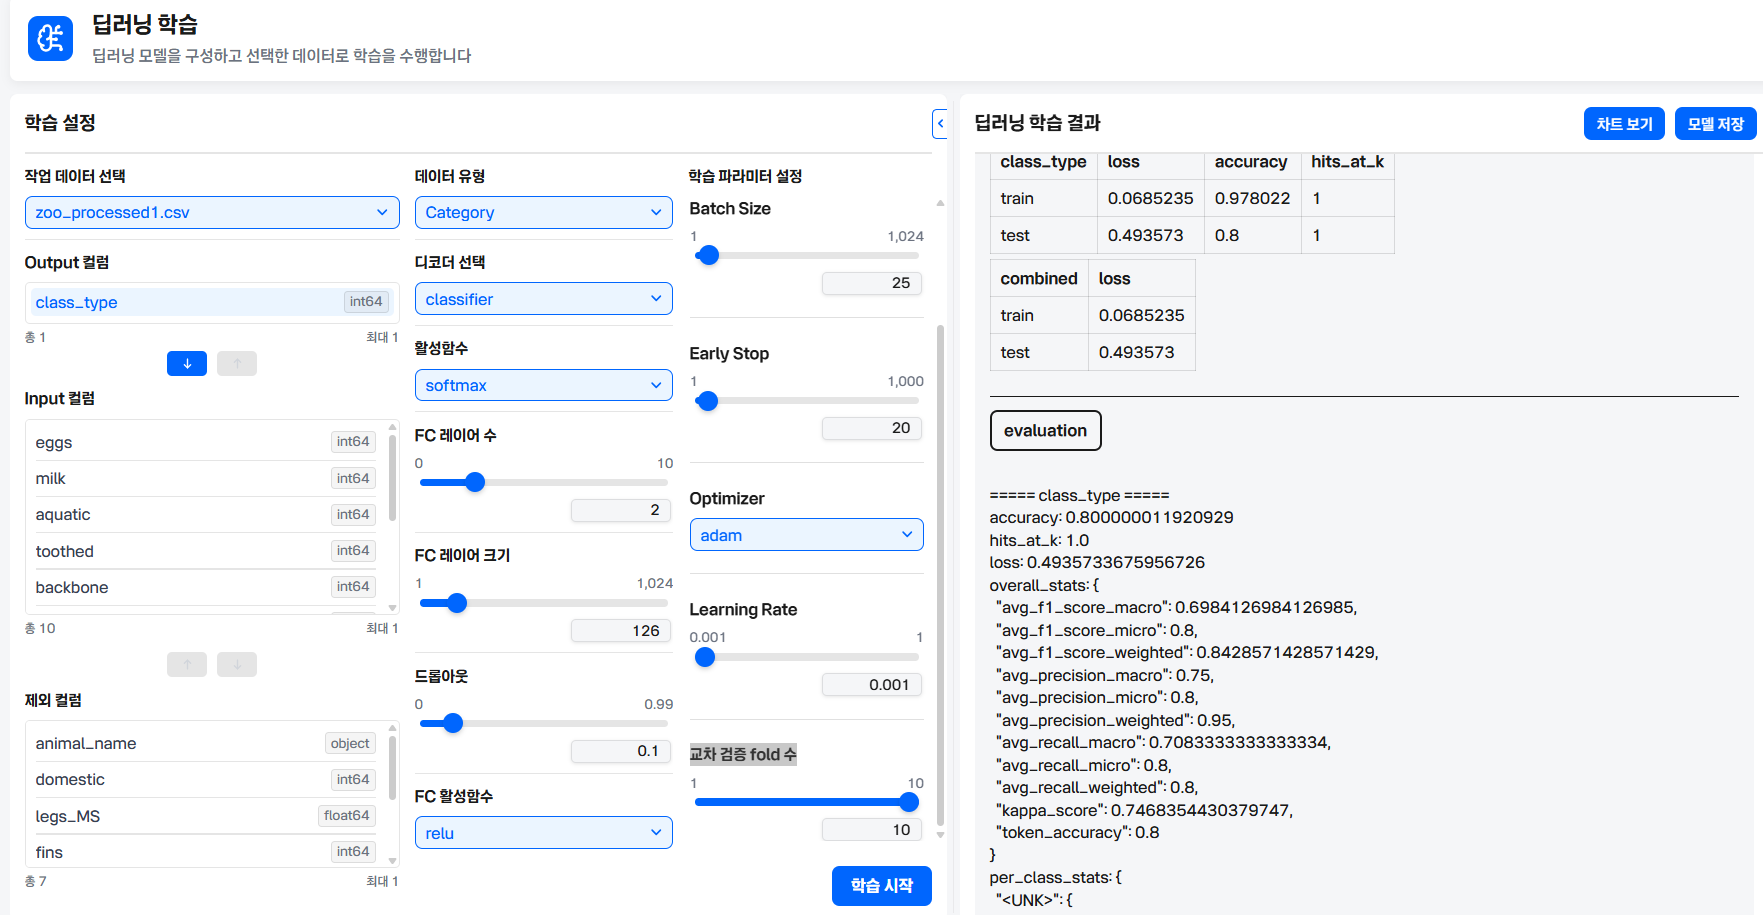 딥러닝 학습
딥러닝 모델을 구성하고 선택한 데이터로 학습을 수행합니다
학습 설정
작업 데이터 선택
zoo_processed1.csv
Output 컬럼
class_type int64
총 1 최대 1
↓ ↑
Input 컬럼
eggs int64
milk int64
aquatic int64
toothed int64
backbone int64
총 10 최대 1
↑ ↓
제외 컬럼
animal_name object
domestic int64
legs_MS float64
fins int64
총 7 최대 1
데이터 유형
Category
디코더 선택
classifier
활성함수
softmax
FC 레이어 수
0 10
2
FC 레이어 크기
1 1,024
126
드롭아웃
0 0.99
0.1
FC 활성함수
relu
학습 파라미터 설정
Batch Size
1 1,024
25
Early Stop
1 1,000
20
Optimizer
adam
Learning Rate
0.001 1
0.001
교차 검증 fold 수
1 10
10
학습 시작
딥러닝 학습 결과
차트 보기 모델 저장
class_type loss accuracy hits_at_k
train 0.0685235 0.978022 1
test 0.493573 0.8 1
combined loss
train 0.0685235
test 0.493573
evaluation
===== class_type =====
accuracy: 0.800000011920929
hits_at_k: 1.0
loss: 0.4935733675956726
overall_stats: {
"avg_f1_score_macro": 0.6984126984126985,
"avg_f1_score_micro": 0.8,
"avg_f1_score_weighted": 0.8428571428571429,
"avg_precision_macro": 0.75,
"avg_precision_micro": 0.8,
"avg_precision_weighted": 0.95,
"avg_recall_macro": 0.7083333333333334,
"avg_recall_micro": 0.8,
"avg_recall_weighted": 0.8,
"kappa_score": 0.7468354430379747,
"token_accuracy": 0.8
}
per_class_stats: {
"<UNK>": {